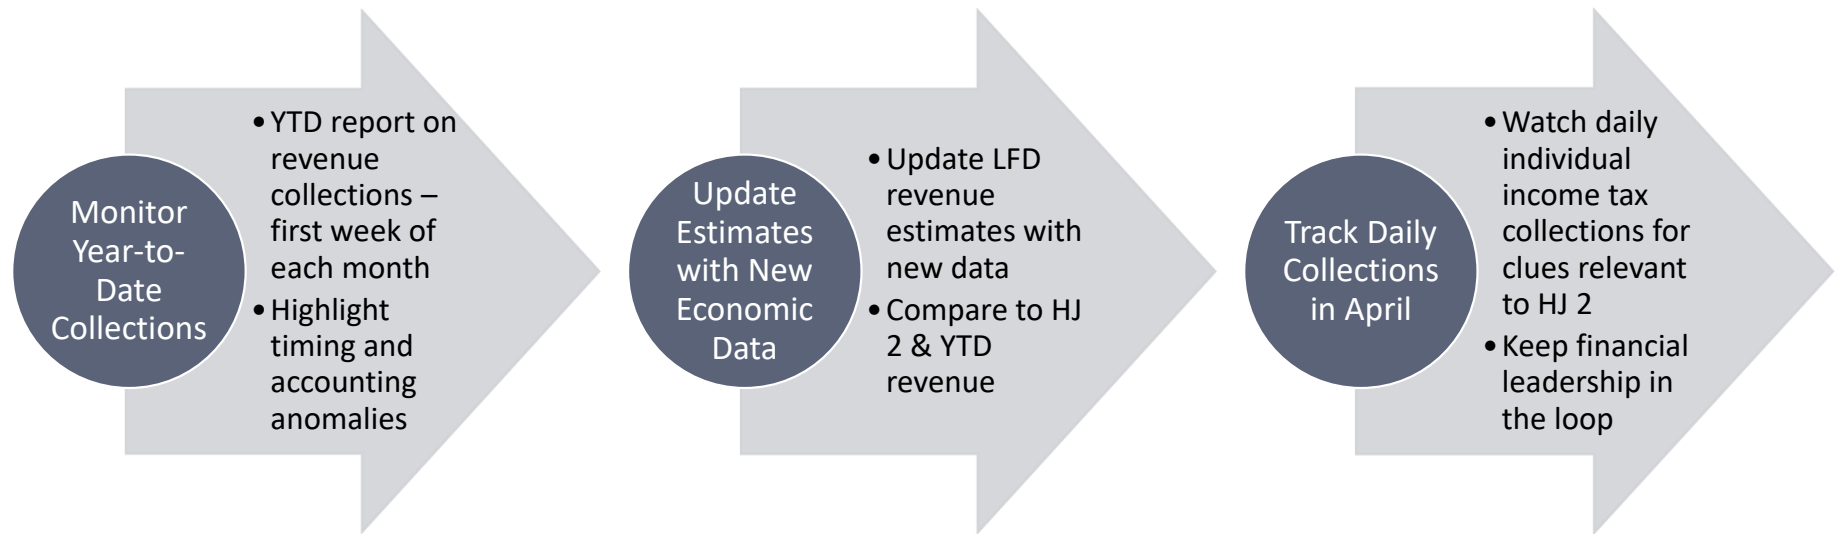 Monitor
Year-to-
Date
Collections
•YTD report on
revenue
collections –
first week of
each month
•Highlight
timing and
accounting
anomalies
Update
Estimates
with New
Economic
Data
•Update LFD
revenue
estimates with
new data
•Compare to HJ
2 & YTD
revenue
Track Daily
Collections
in April
•Watch daily
individual
income tax
collections for
clues relevant
to HJ 2
•Keep financial
leadership in
the loop